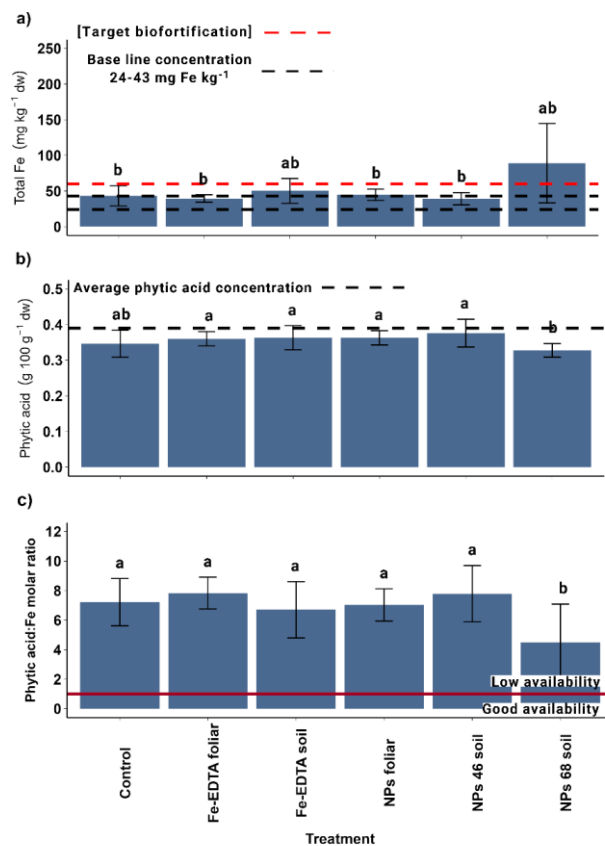 a)
[Target biofortification]
Base line concentration
24-43 mg Fe kg⁻¹
Total Fe (mg kg⁻¹ dw)
250
200
150
100
50
0
b
b
ab
b
b
ab
b)
Average phytic acid concentration
Phytic acid (g 100 g⁻¹ dw)
0.5
0.4
0.3
0.2
0.1
0.0
ab
a
a
a
a
b
c)
Phytic acid:Fe molar ratio
12
10
8
6
4
2
0
a
a
a
a
a
b
Low availability
Good availability
Control
Fe-EDTA foliar
Fe-EDTA soil
NPs foliar
NPs 46 soil
NPs 68 soil
Treatment